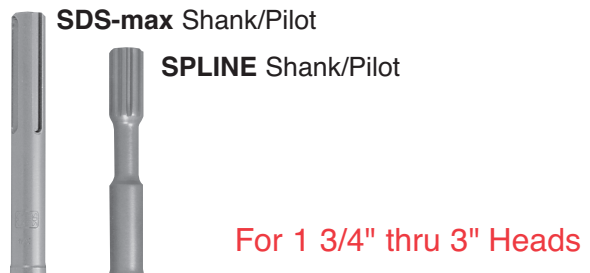 SDS-max Shank/Pilot
SPLINE Shank/Pilot
For 1 3/4" thru 3" Heads